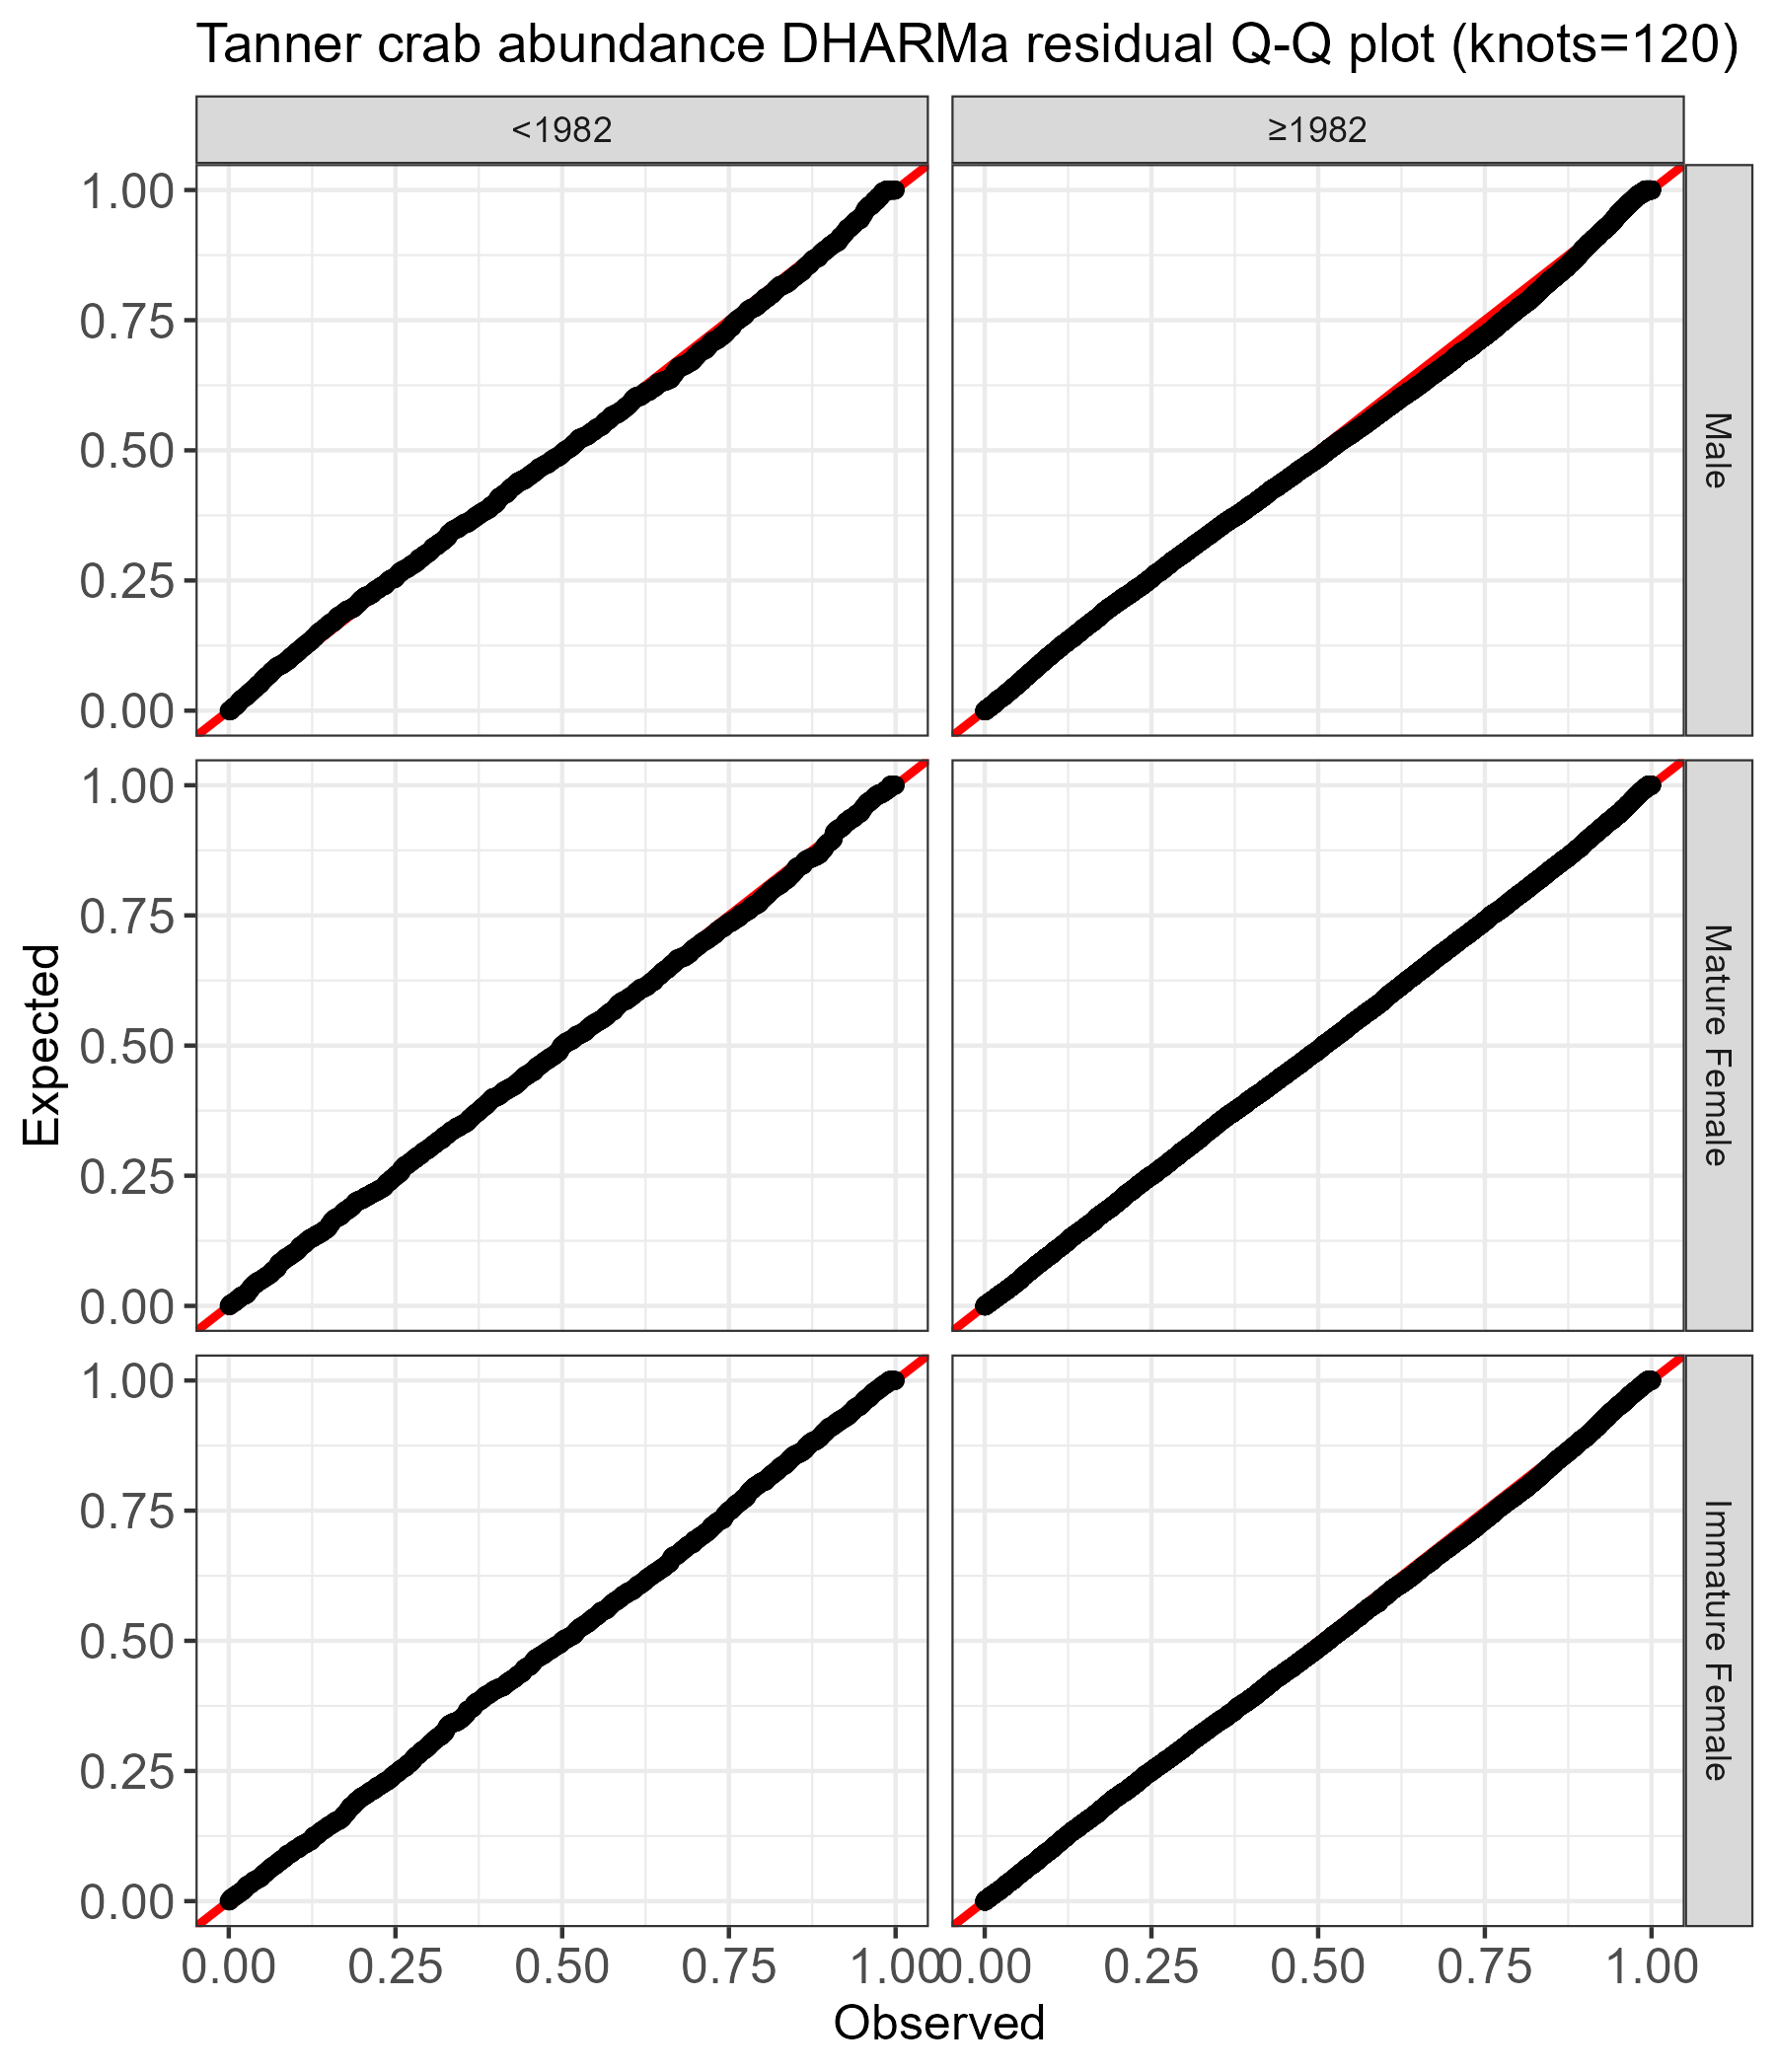 Tanner crab abundance DHARMa residual Q-Q plot (knots=120)
<1982
≥1982
1.00
0.75
0.50
0.25
0.00
Male
1.00
0.75
0.50
0.25
0.00
Mature Female
Expected
1.00
0.75
0.50
0.25
0.00
Immature Female
0.00 0.25 0.50 0.75 1.00 0.00 0.25 0.50 0.75 1.00
Observed